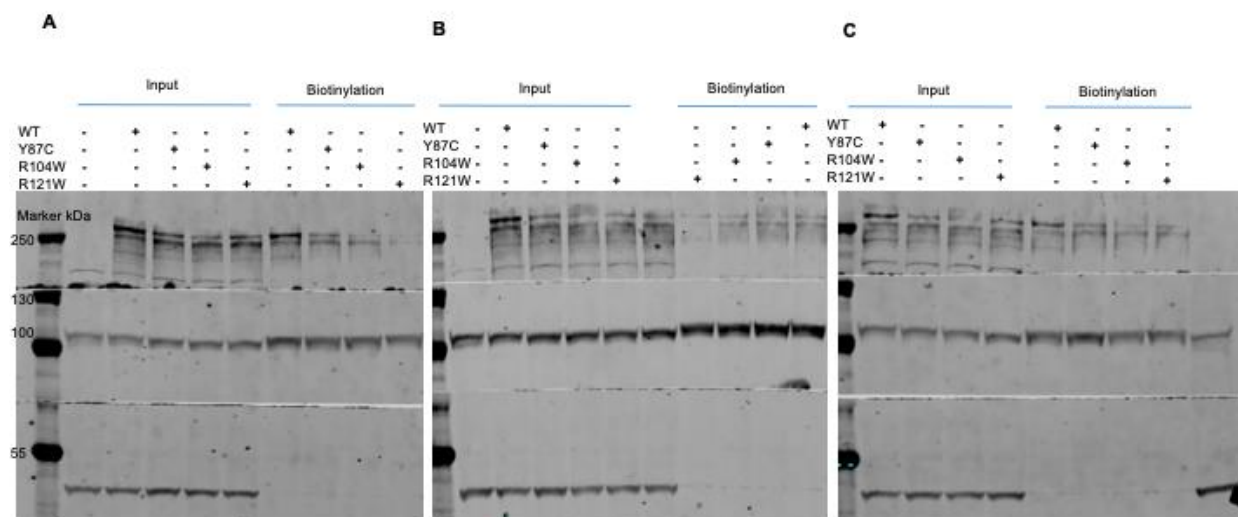 A
Input Biotinylation
WT - + - - - + - - -
Y87C - - + - - - + - -
R104W - - - + - - - + -
R121W - - - - + - - - +
Marker kDa
250
130
100
55
B
Input Biotinylation
WT - + - - - - - - +
Y87C - - + - - - - + -
R104W - - - + - - + - -
R121W - - - - + + - - -
C
Input Biotinylation
WT + - - - + - - -
Y87C - + - - - + - -
R104W - - + - - - + -
R121W - - - + - - - +